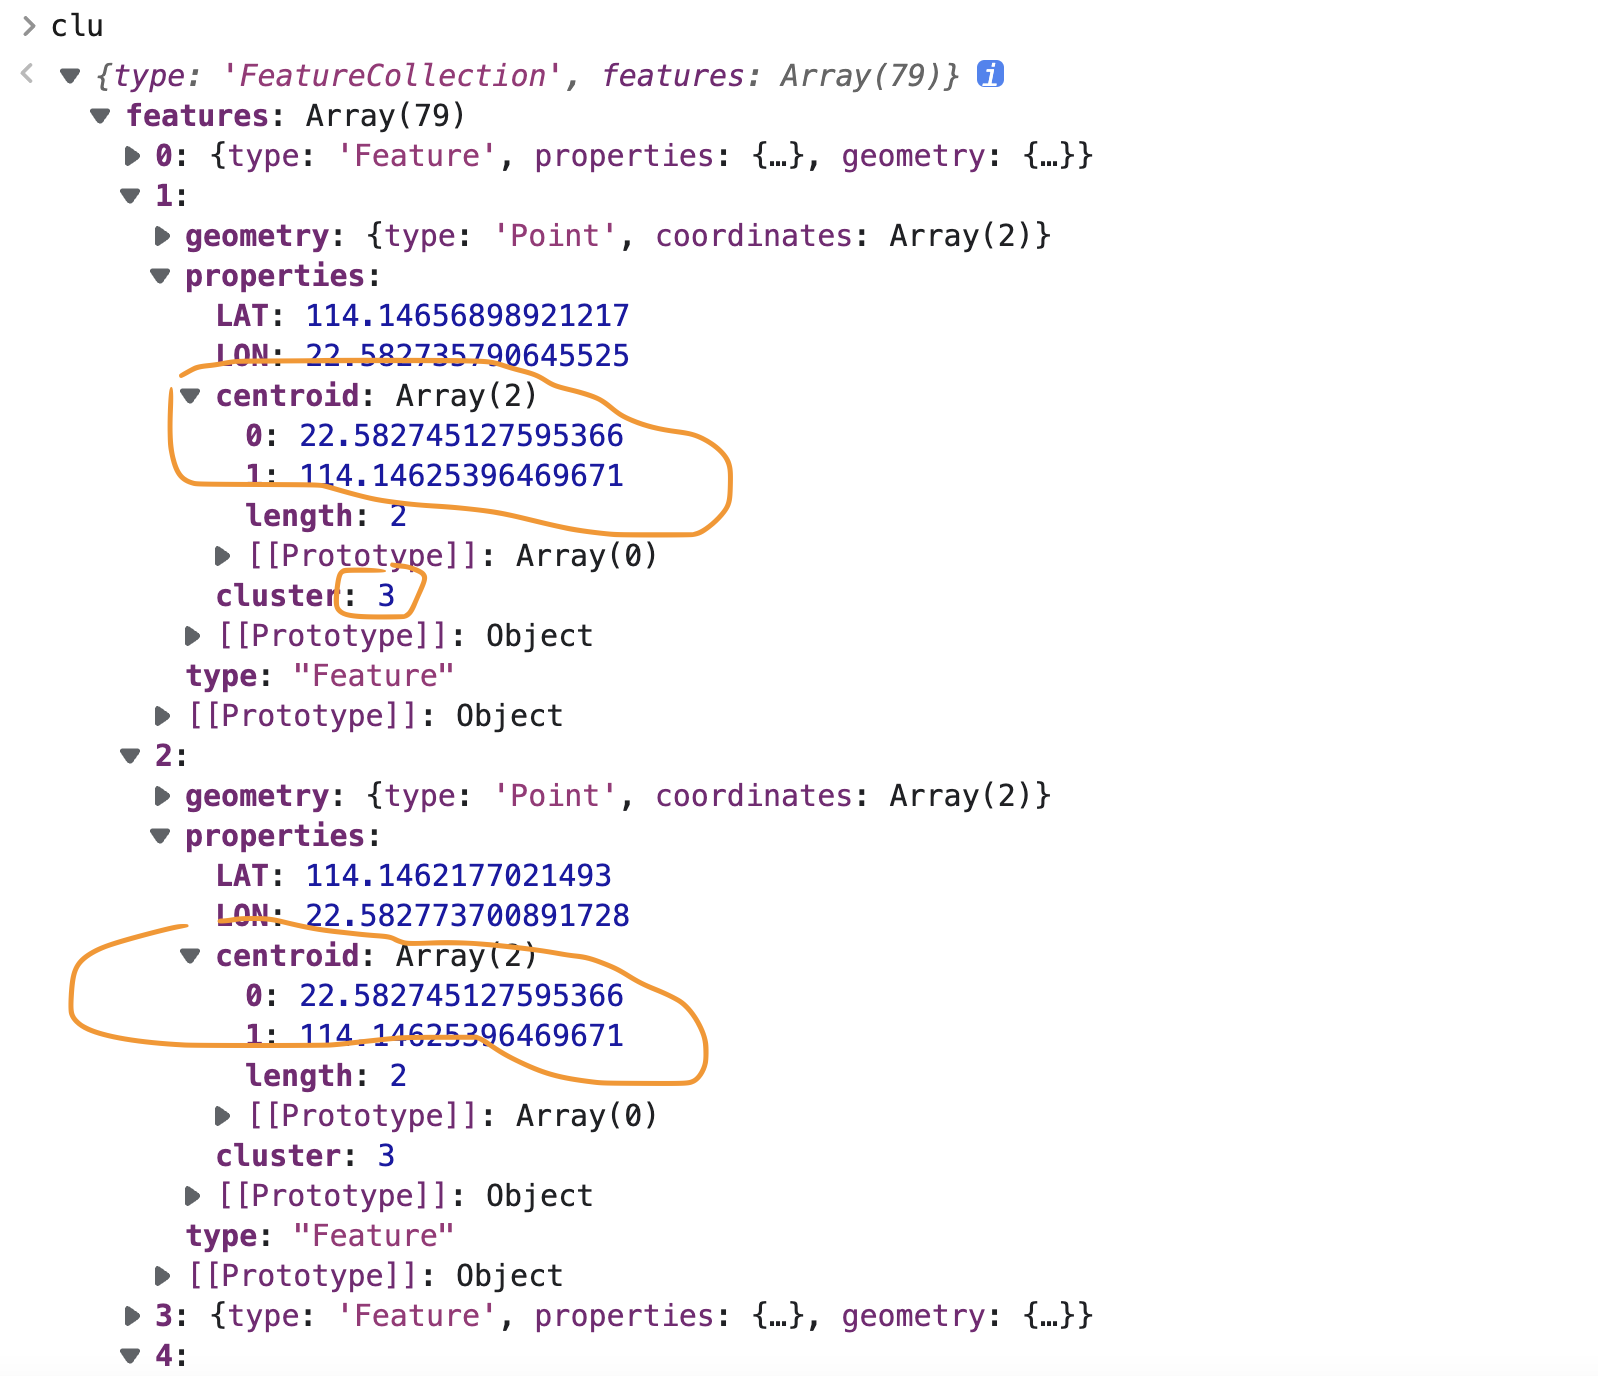 > clu
{type: 'FeatureCollection', features: Array(79)} i
features: Array(79)
0: {type: 'Feature', properties: {…}, geometry: {…}}
1:
geometry: {type: 'Point', coordinates: Array(2)}
properties:
LAT: 114.14656898921217
LON: 22.582735790645525
centroid: Array(2)
0: 22.582745127595366
1: 114.14625396469671
length: 2
[[Prototype]]: Array(0)
cluster: 3
[[Prototype]]: Object
type: "Feature"
[[Prototype]]: Object
2:
geometry: {type: 'Point', coordinates: Array(2)}
properties:
LAT: 114.1462177021493
LON: 22.582773700891728
centroid: Array(2)
0: 22.582745127595366
1: 114.14625396469671
length: 2
[[Prototype]]: Array(0)
cluster: 3
[[Prototype]]: Object
type: "Feature"
[[Prototype]]: Object
3: {type: 'Feature', properties: {…}, geometry: {…}}
4: